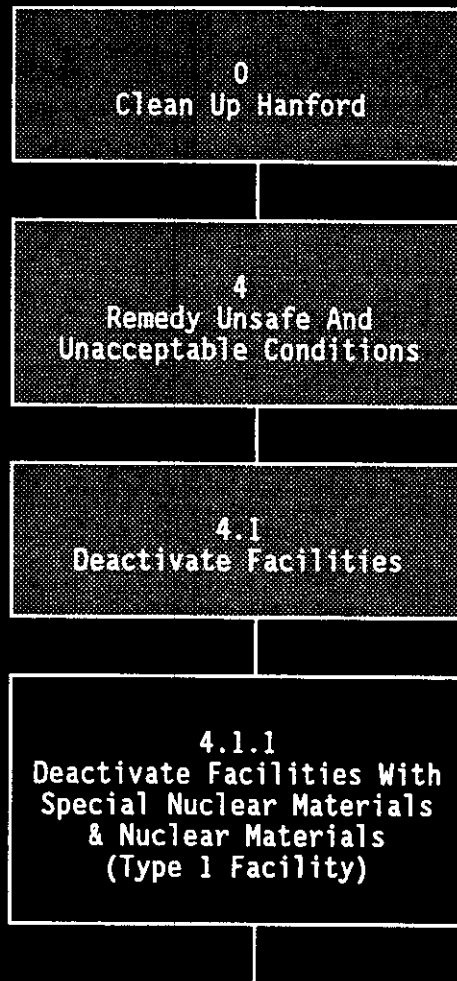 0
Clean Up Hanford
4
Remedy Unsafe And
Unacceptable Conditions
4.1
Deactivate Facilities
4.1.1
Deactivate Facilities With
Special Nuclear Materials
& Nuclear Materials
(Type 1 Facility)